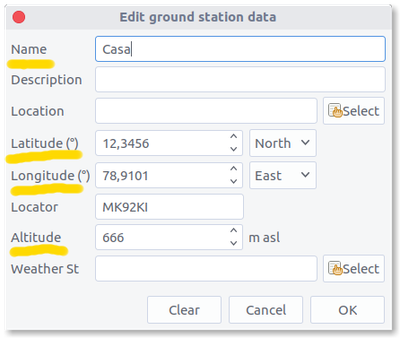 Edit ground station data
Name Casa
Description
Location Select
Latitude (°) 12,3456 North
Longitude (°) 78,9101 East
Locator MK92KI
Altitude 666 m asl
Weather St Select
Clear Cancel OK